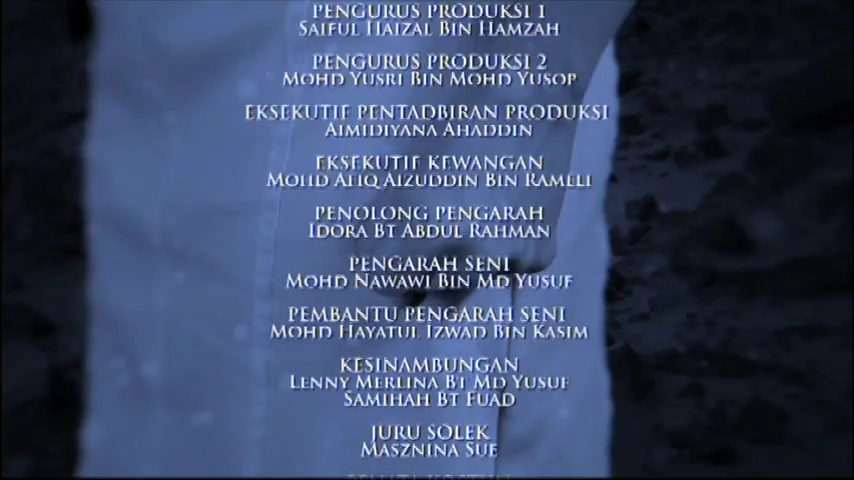 PENGURUS PRODUKSI 1
SAIFUL HAIZAL BIN HAMZAH
PENGURUS PRODUKSI 2
MOHD YUSRI BIN MOHD YUSOP
EKSEKUTIF PENTADBIRAN PRODUKSI
AIMIDIYANA AHADDIN
EKSEKUTIF KEWANGAN
MOHD AFIQ AIZUDDIN BIN RAMELI
PENOLONG PENGARAH
IDORA BT ABDUL RAHMAN
PENGARAH SENI
MOHD NAWAWI BIN MD YUSUF
PEMBANTU PENGARAH SENI
MOHD HAYATUL IZWAD BIN KASIM
KESINAMBUNGAN
LENNY MERLINA BT MD YUSUF
SAMIHAH BT FUAD
JURU SOLEK
MASZNINA SUE